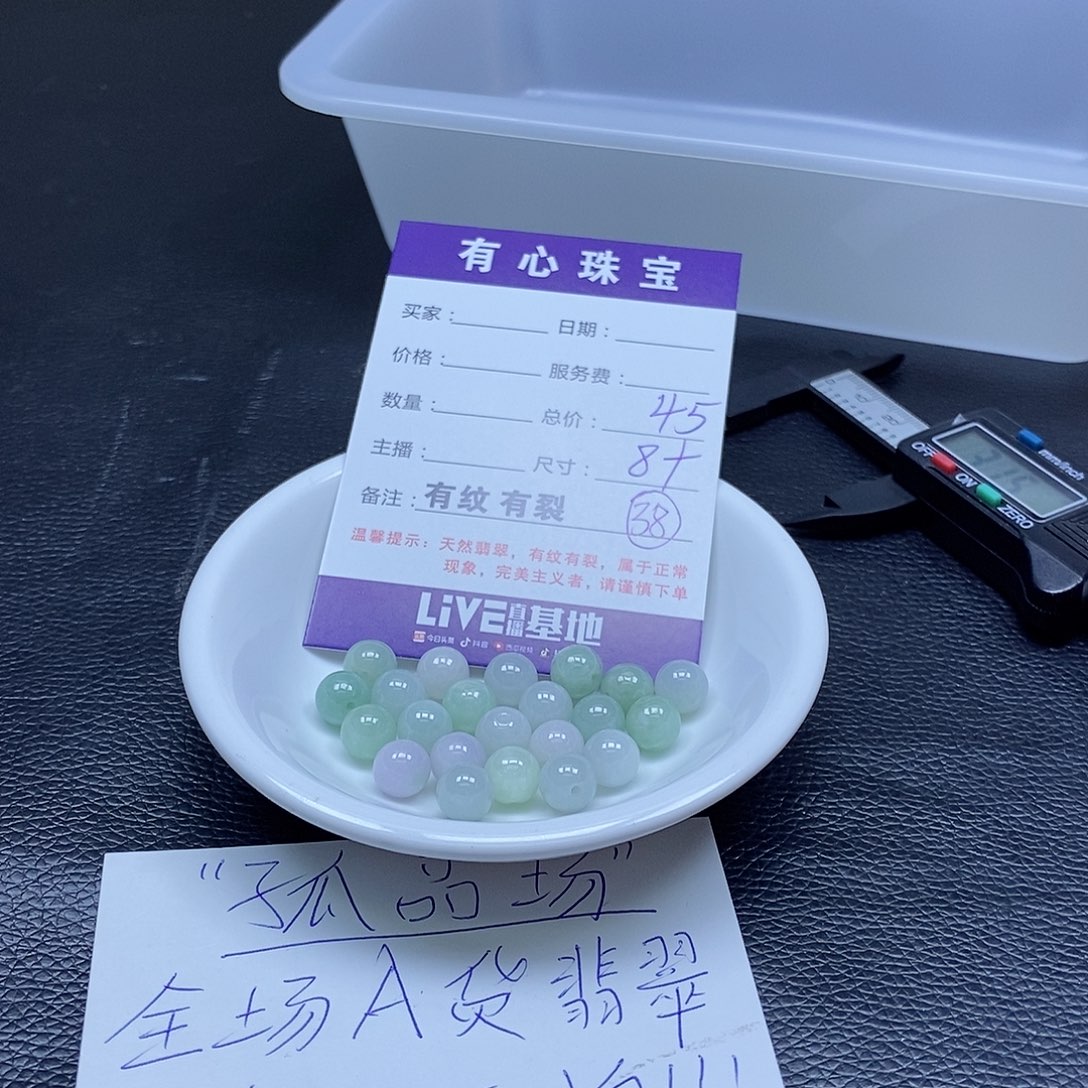 有心珠宝
买家： 日期：
价格： 服务费：
数量： 总价： 45
主播： 尺寸： 8+
备注：有纹有裂 38
温馨提示：天然翡翠，有纹有裂，属于正常
现象，完美主义者，请谨慎下单
LiVE直播基地
今日头条 抖音
OFF ON ZERO
mm/inch
“孤品场”
全场A货翡翠